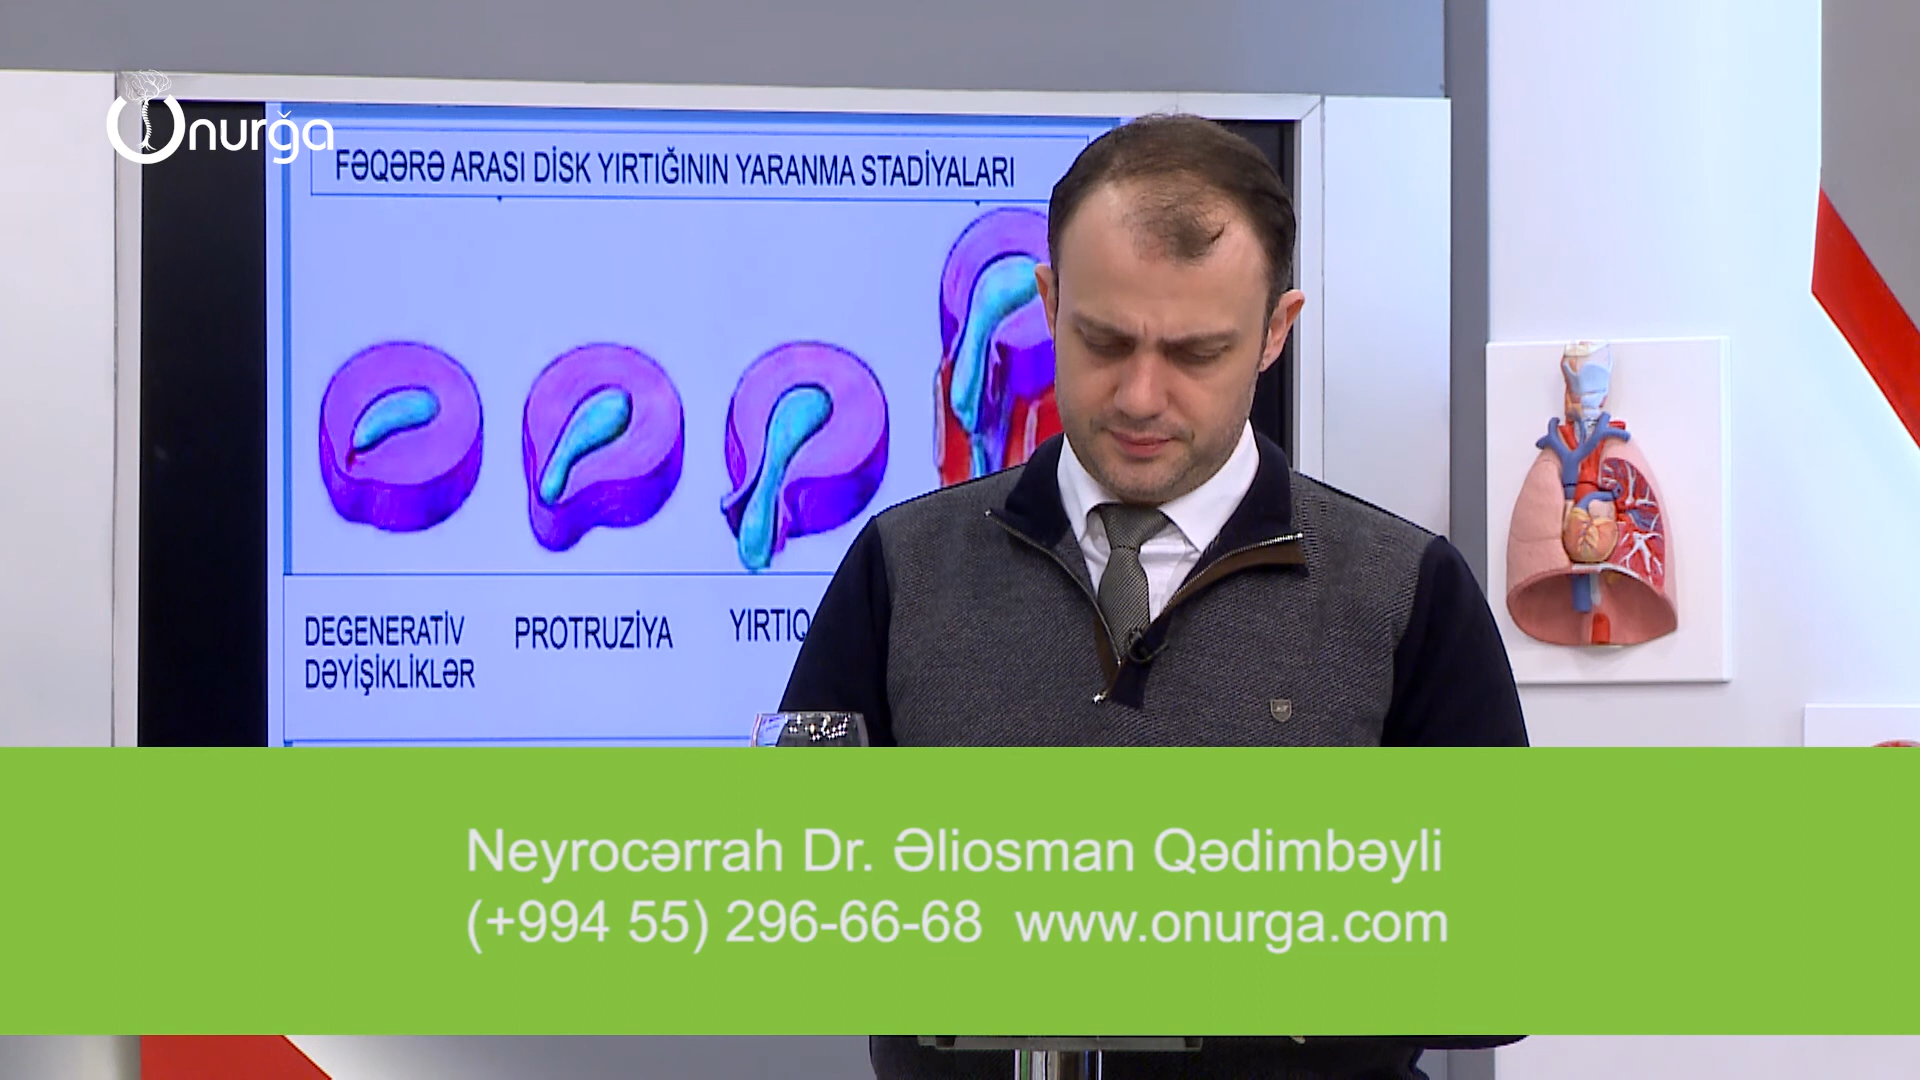 Onurğa
FƏQƏRƏ ARASI DİSK YIRTIĞININ YARANMA STADİYALARI
DEGENERATİV
DƏYİŞİKLİKLƏR
PROTRUZİYA
YIRTIQ
Neyrocərrah Dr. Əliosman Qədimbəyli
(+994 55) 296-66-68 www.onurga.com